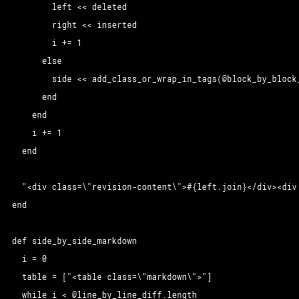 left << deleted
right << inserted
i += 1
else
side << add_class_or_wrap_in_tags(@block_by_block_
end
end
i += 1
end
"<div class=\"revision-content\">#{left.join}</div><div
end
def side_by_side_markdown
i = 0
table = ["<table class=\"markdown\">"]
while i < @line_by_line_diff.length